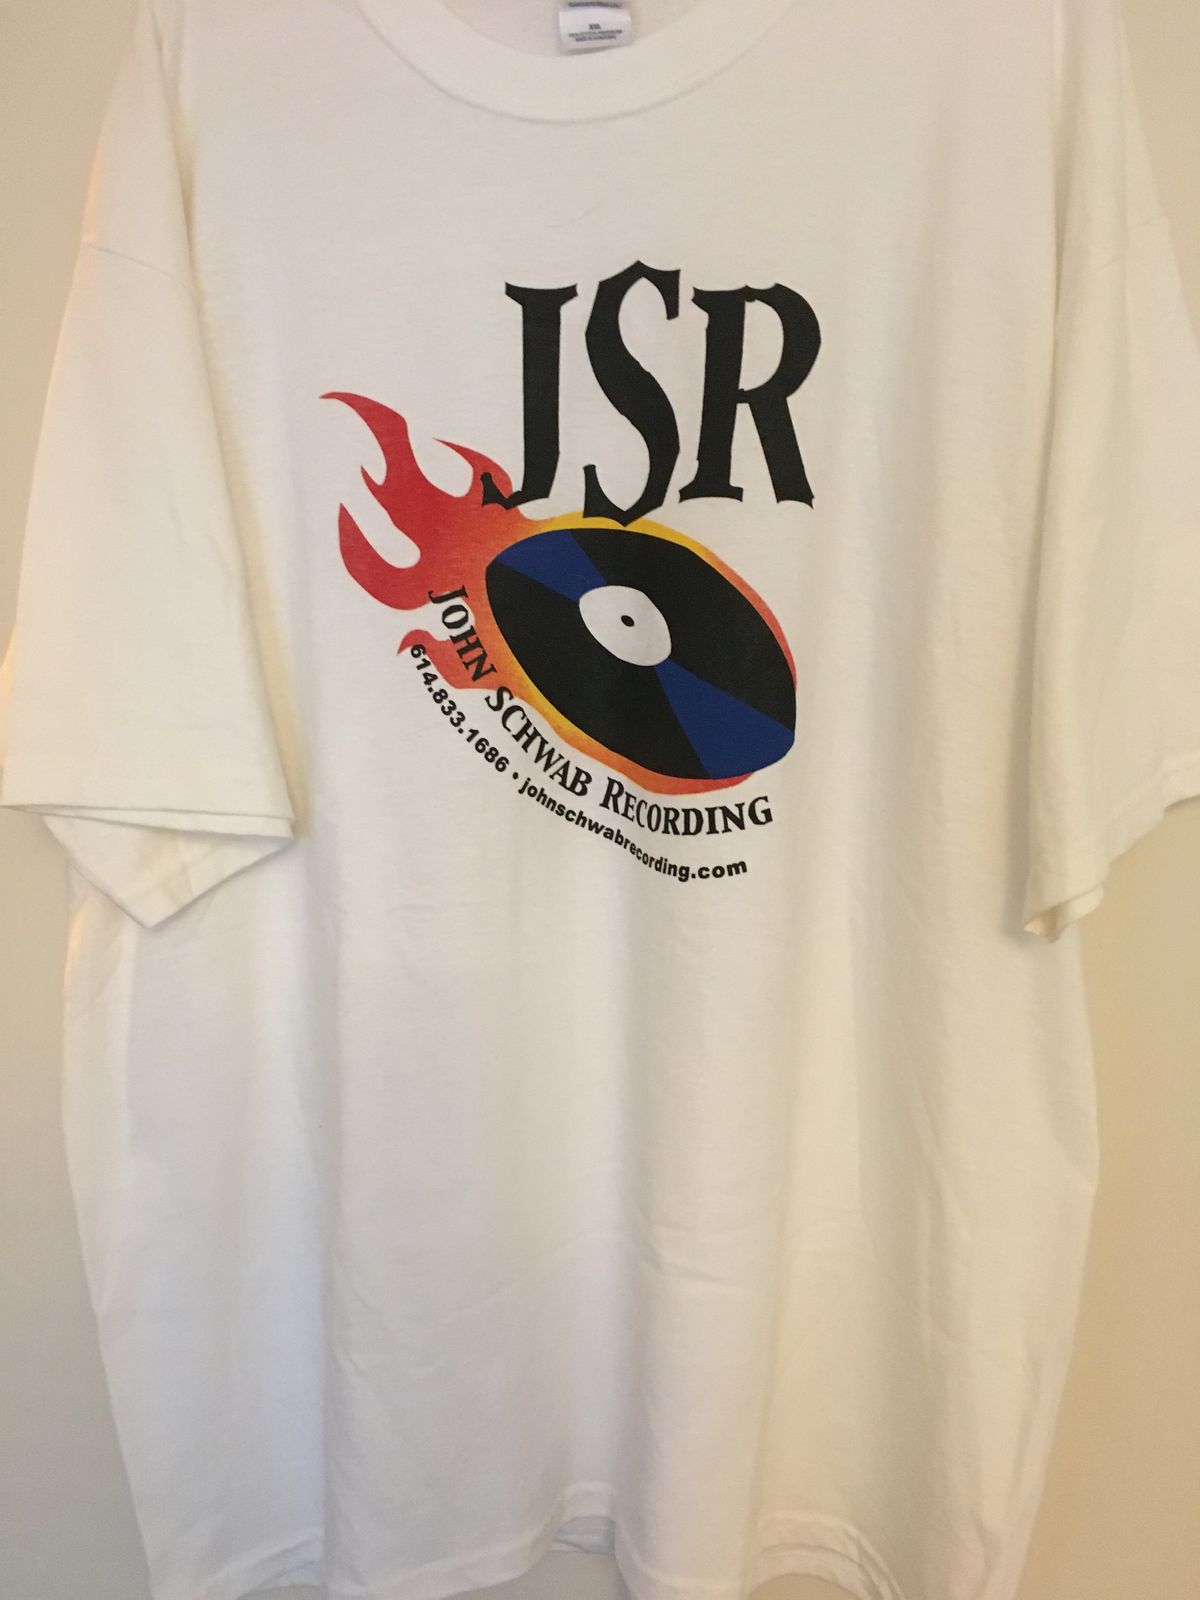 JSR
John Schwab Recording
614.833.1686 • johnschwabrecording.com